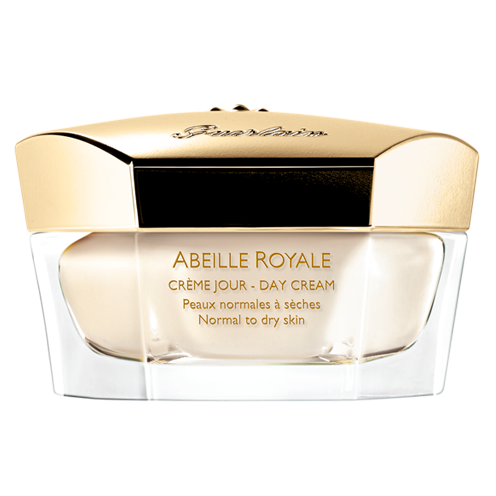 Guerlain
ABEILLE ROYALE
CRÈME JOUR - DAY CREAM
Peaux normales à sèches
Normal to dry skin